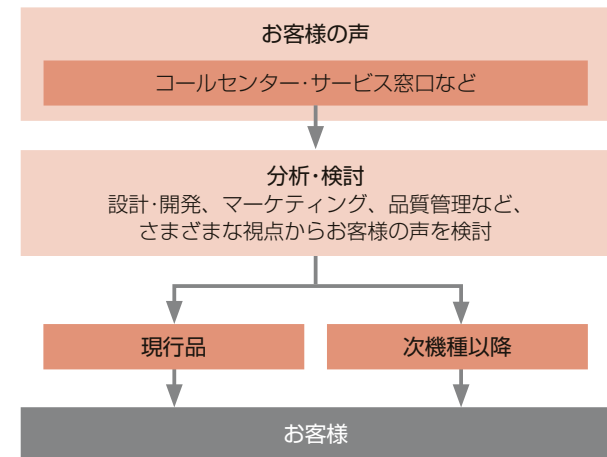 お客様の声
コールセンター･サービス窓口など
分析･検討
設計･開発、マーケティング、品質管理など、
さまざまな視点からお客様の声を検討
現行品
次機種以降
お客様